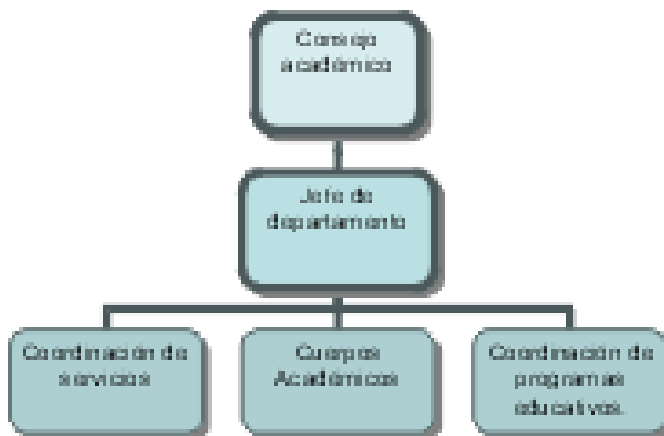 Consejo
académico
Jefe de
departamento
Coordinación de
servicios
Cuerpos
Académicos
Coordinación de
programas
educativos.